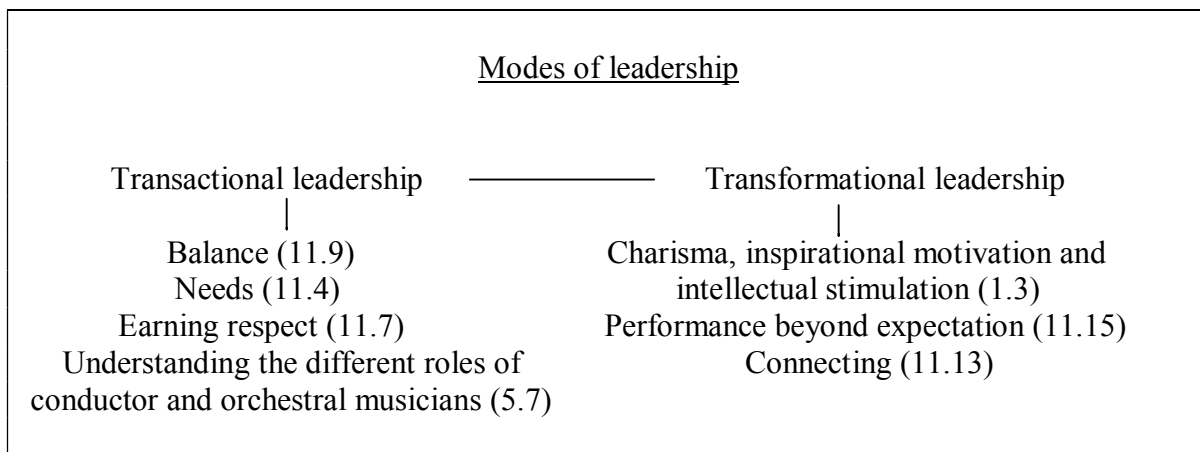 Modes of leadership
Transactional leadership
Balance (11.9)
Needs (11.4)
Earning respect (11.7)
Understanding the different roles of
conductor and orchestral musicians (5.7)
Transformational leadership
Charisma, inspirational motivation and
intellectual stimulation (1.3)
Performance beyond expectation (11.15)
Connecting (11.13)